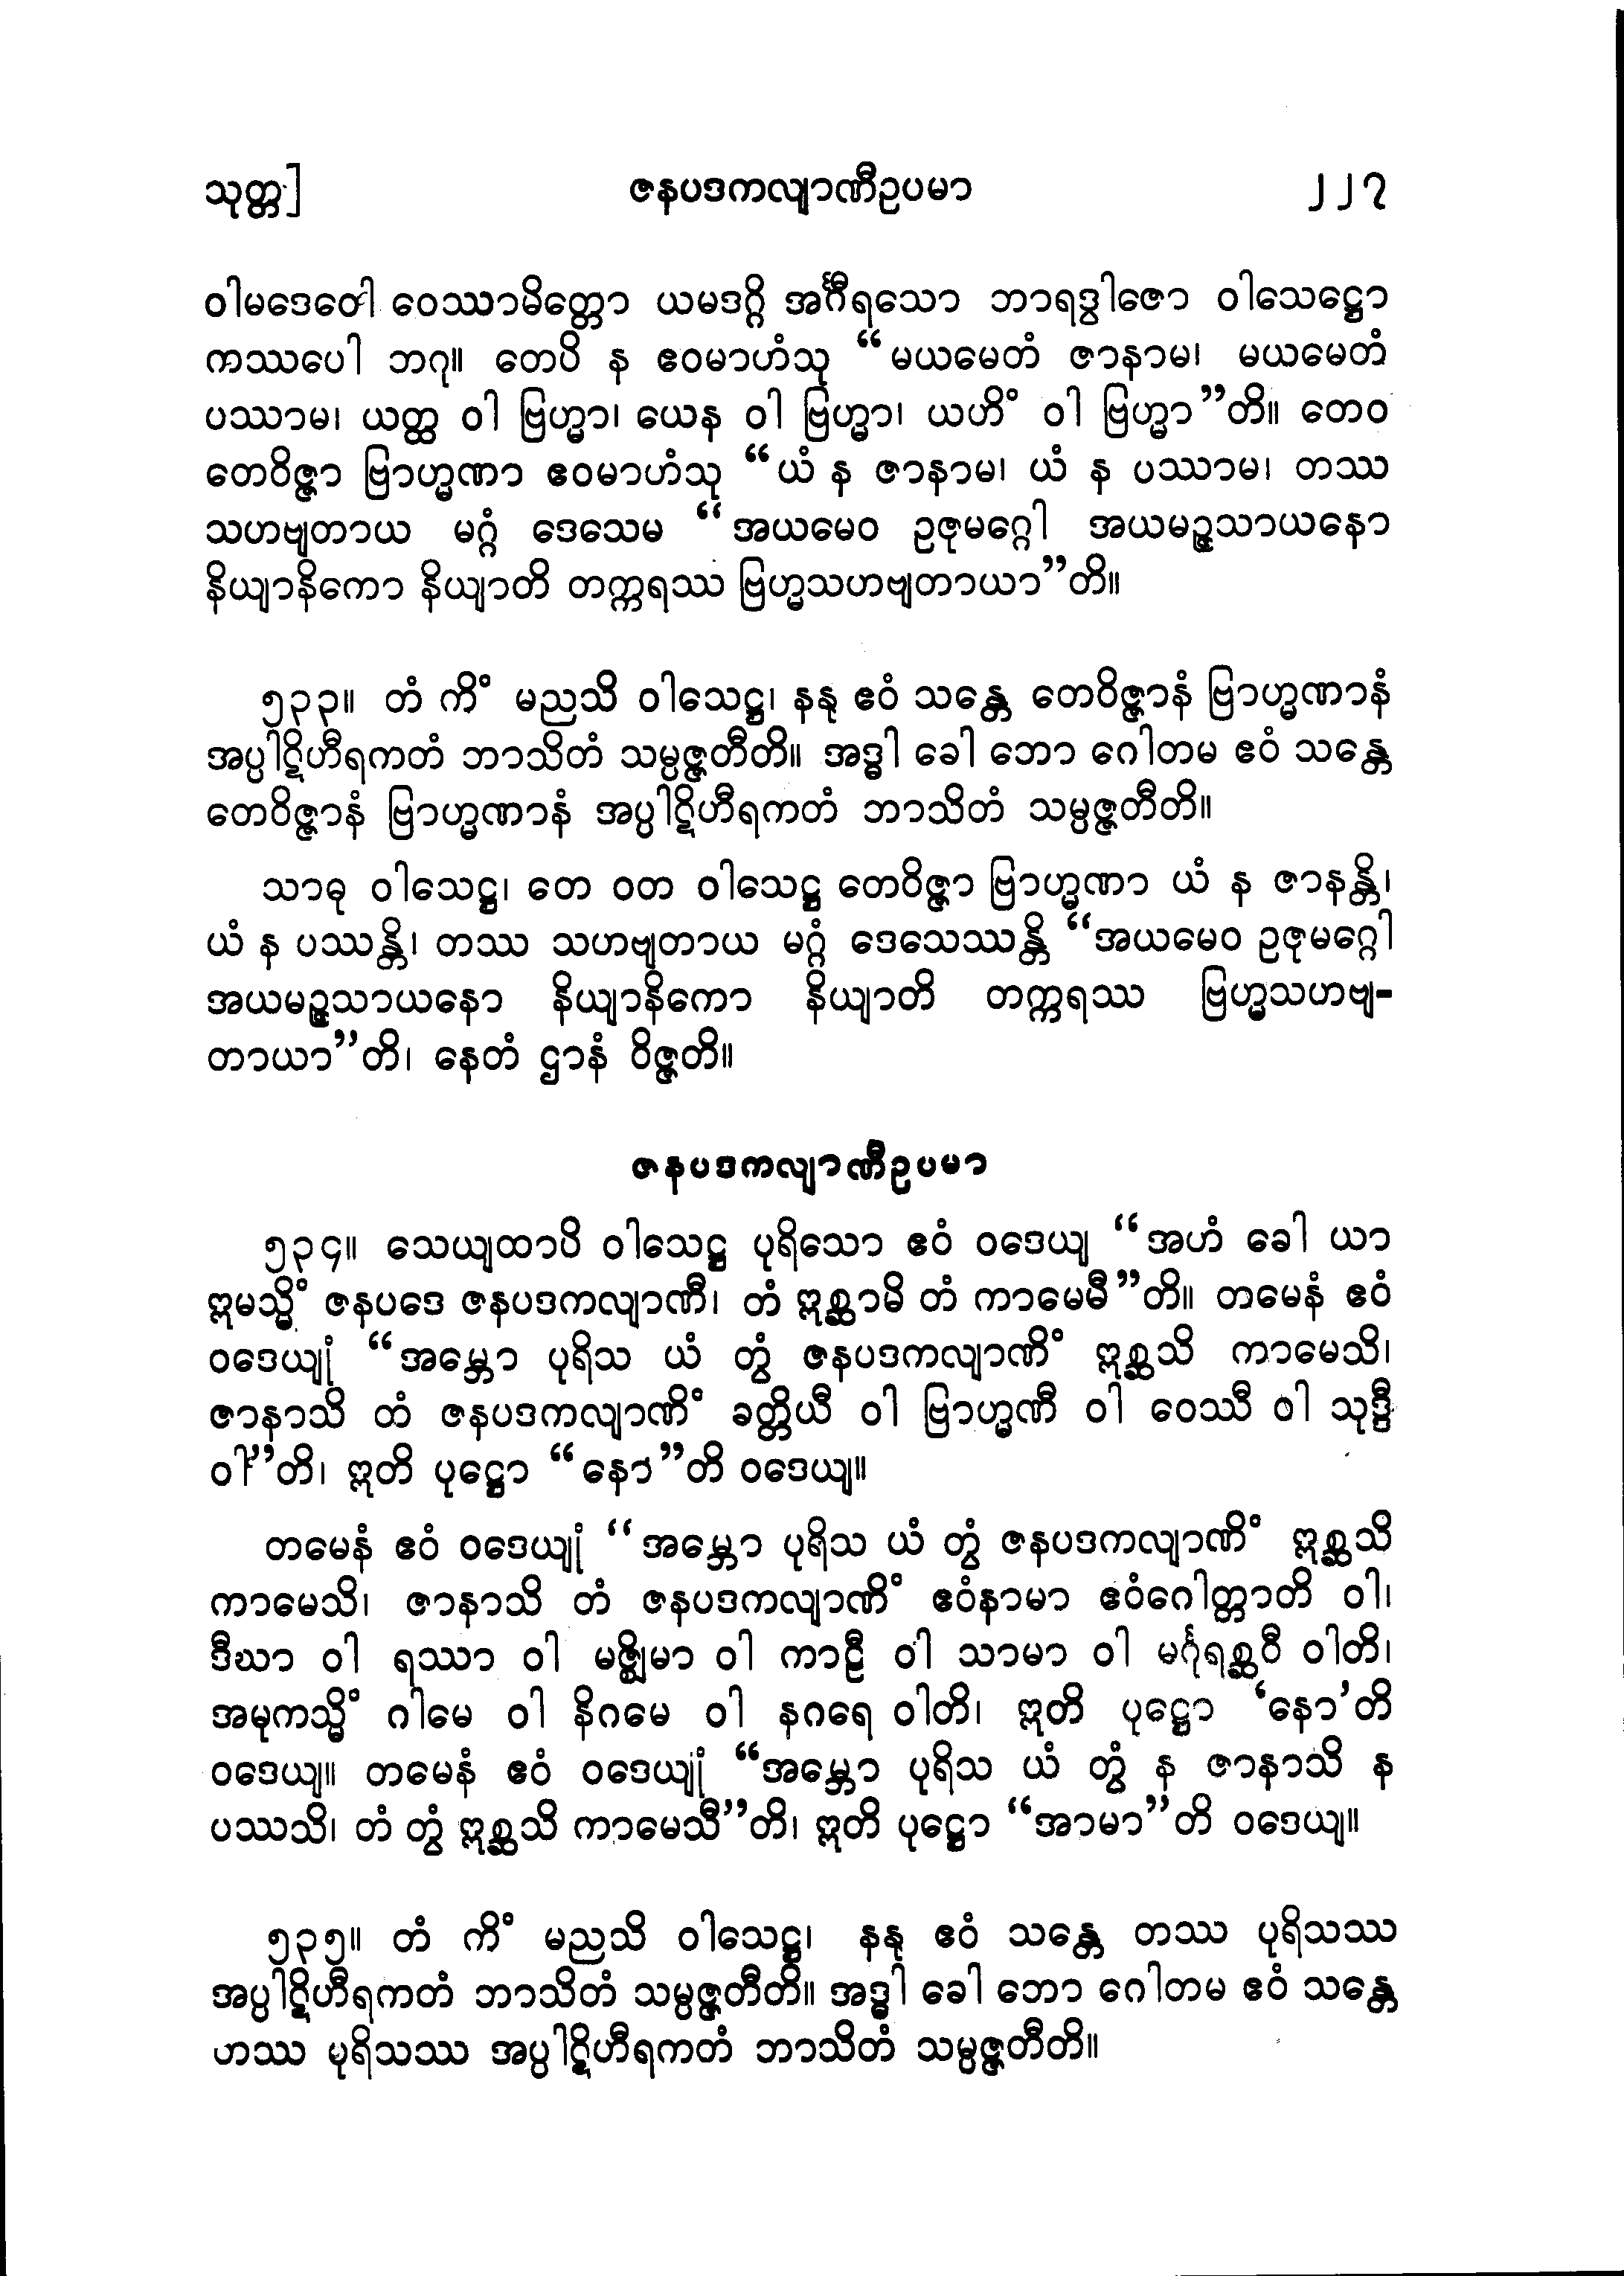 သုတ္တ]
ဇနပဒကလျာဏီဥပမာ
၂၂၇
ဝါမဒေဝေါ ဝေဿာမိတ္တော ယမဒဂ္ဂိ အင်္ဂီရသော ဘာရဒွါဇော ဝါသေဋ္ဌော
ကဿပေါ ဘဂု။ တေပိ န ဧဝမာဟံသု “မယမေတံ ဇာနာမ၊ မယမေတံ
ပဿာမ၊ ယတ္ထ ဝါ ဗြဟ္မာ၊ ယေန ဝါ ဗြဟ္မာ၊ ယဟိံ ဝါ ဗြဟ္မာ”တိ။ တေဝ
တေဝိဇ္ဇာ ဗြာဟ္မဏာ ဧဝမာဟံသု “ယံ န ဇာနာမ၊ ယံ န ပဿာမ၊ တဿ
သဟဗျတာယ မဂ္ဂံ ဒေသေမ “အယမေဝ ဥဇုမဂ္ဂေါ အယမဉ္ဇသာယနော
နိယျာနိကော နိယျာတိ တက္ကရဿ ဗြဟ္မသဟဗျတာယာ”တိ။
၅၃၃။ တံ ကိံ မညသိ ဝါသေဋ္ဌ၊ နနု ဧဝံ သန္တေ တေဝိဇ္ဇာနံ ဗြာဟ္မဏာနံ
အပ္ပါဋိဟီရကတံ ဘာသိတံ သမ္ပဇ္ဇတီတိ။ အဒ္ဓါ ခေါ ဘော ဂေါတမ ဧဝံ သန္တေ
တေဝိဇ္ဇာနံ ဗြာဟ္မဏာနံ အပ္ပါဋိဟီရကတံ ဘာသိတံ သမ္ပဇ္ဇတီတိ။
သာဓု ဝါသေဋ္ဌ၊ တေ ဝတ ဝါသေဋ္ဌ တေဝိဇ္ဇာ ဗြာဟ္မဏာ ယံ န ဇာနန္တိ၊
ယံ န ပဿန္တိ၊ တဿ သဟဗျတာယ မဂ္ဂံ ဒေသေဿန္တိ “အယမေဝ ဥဇုမဂ္ဂေါ
အယမဉ္ဇသာယနော နိယျာနိကော နိယျာတိ တက္ကရဿ ဗြဟ္မသဟဗျ-
တာယာ”တိ၊ နေတံ ဌာနံ ဝိဇ္ဇတိ။
ဇနပဒကလျာဏီဥပမာ
၅၃၄။ သေယျထာပိ ဝါသေဋ္ဌ ပုရိသော ဧဝံ ဝဒေယျ “အဟံ ခေါ ယာ
ဣမသ္မိံ ဇနပဒေ ဇနပဒကလျာဏီ၊ တံ ဣစ္ဆာမိ တံ ကာမေမီ”တိ။ တမေနံ ဧဝံ
ဝဒေယျုံ “အမ္ဘော ပုရိသ ယံ တွံ ဇနပဒကလျာဏိံ ဣစ္ဆသိ ကာမေသိ၊
ဇာနာသိ တံ ဇနပဒကလျာဏိံ ခတ္တိယီ ဝါ ဗြာဟ္မဏီ ဝါ ဝေဿီ ဝါ သုဒ္ဒီ
ဝါ”တိ၊ ဣတိ ပုဋ္ဌော “နော”တိ ဝဒေယျ။
တမေနံ ဧဝံ ဝဒေယျုံ “အမ္ဘော ပုရိသ ယံ တွံ ဇနပဒကလျာဏိံ ဣစ္ဆသိ
ကာမေသိ၊ ဇာနာသိ တံ ဇနပဒကလျာဏိံ ဧဝံနာမာ ဧဝံဂေါတ္တာတိ ဝါ၊
ဒီဃာ ဝါ ရဿာ ဝါ မဇ္ဈိမာ ဝါ ကာဠီ ဝါ သာမာ ဝါ မင်္ဂုရစ္ဆဝီ ဝါတိ၊
အမုကသ္မိံ ဂါမေ ဝါ နိဂမေ ဝါ နဂရေ ဝါတိ၊ ဣတိ ပုဋ္ဌော ‘နော’တိ
ဝဒေယျ။ တမေနံ ဧဝံ ဝဒေယျုံ “အမ္ဘော ပုရိသ ယံ တွံ န ဇာနာသိ န
ပဿသိ၊ တံ တွံ ဣစ္ဆသိ ကာမေသီ”တိ၊ ဣတိ ပုဋ္ဌော “အာမာ”တိ ဝဒေယျ။
၅၃၅။ တံ ကိံ မညသိ ဝါသေဋ္ဌ၊ နနု ဧဝံ သန္တေ တဿ ပုရိသဿ
အပ္ပါဋိဟီရကတံ ဘာသိတံ သမ္ပဇ္ဇတီတိ။ အဒ္ဓါ ခေါ ဘော ဂေါတမ ဧဝံ သန္တေ
ဟဿ မုရိသဿ အပ္ပါဋိဟီရကတံ ဘာသိတံ သမ္ပဇ္ဇတီတိ။